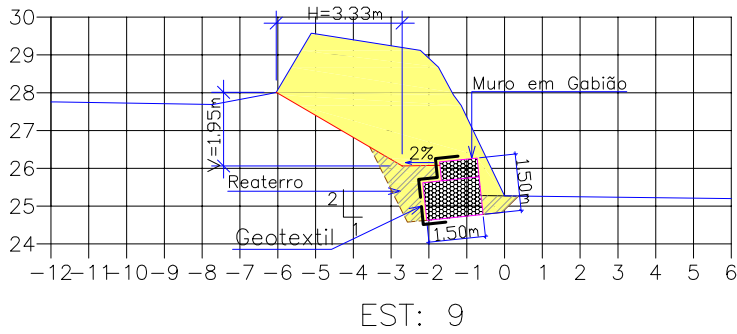 30
29
28
27
26
25
24
H=3.33m
V=1.95m
2%
Muro em Gabião
Reaterro
2
1
Geotextil
1.50m
1.50m
-12 -11 -10 -9 -8 -7 -6 -5 -4 -3 -2 -1 0 1 2 3 4 5 6
EST: 9